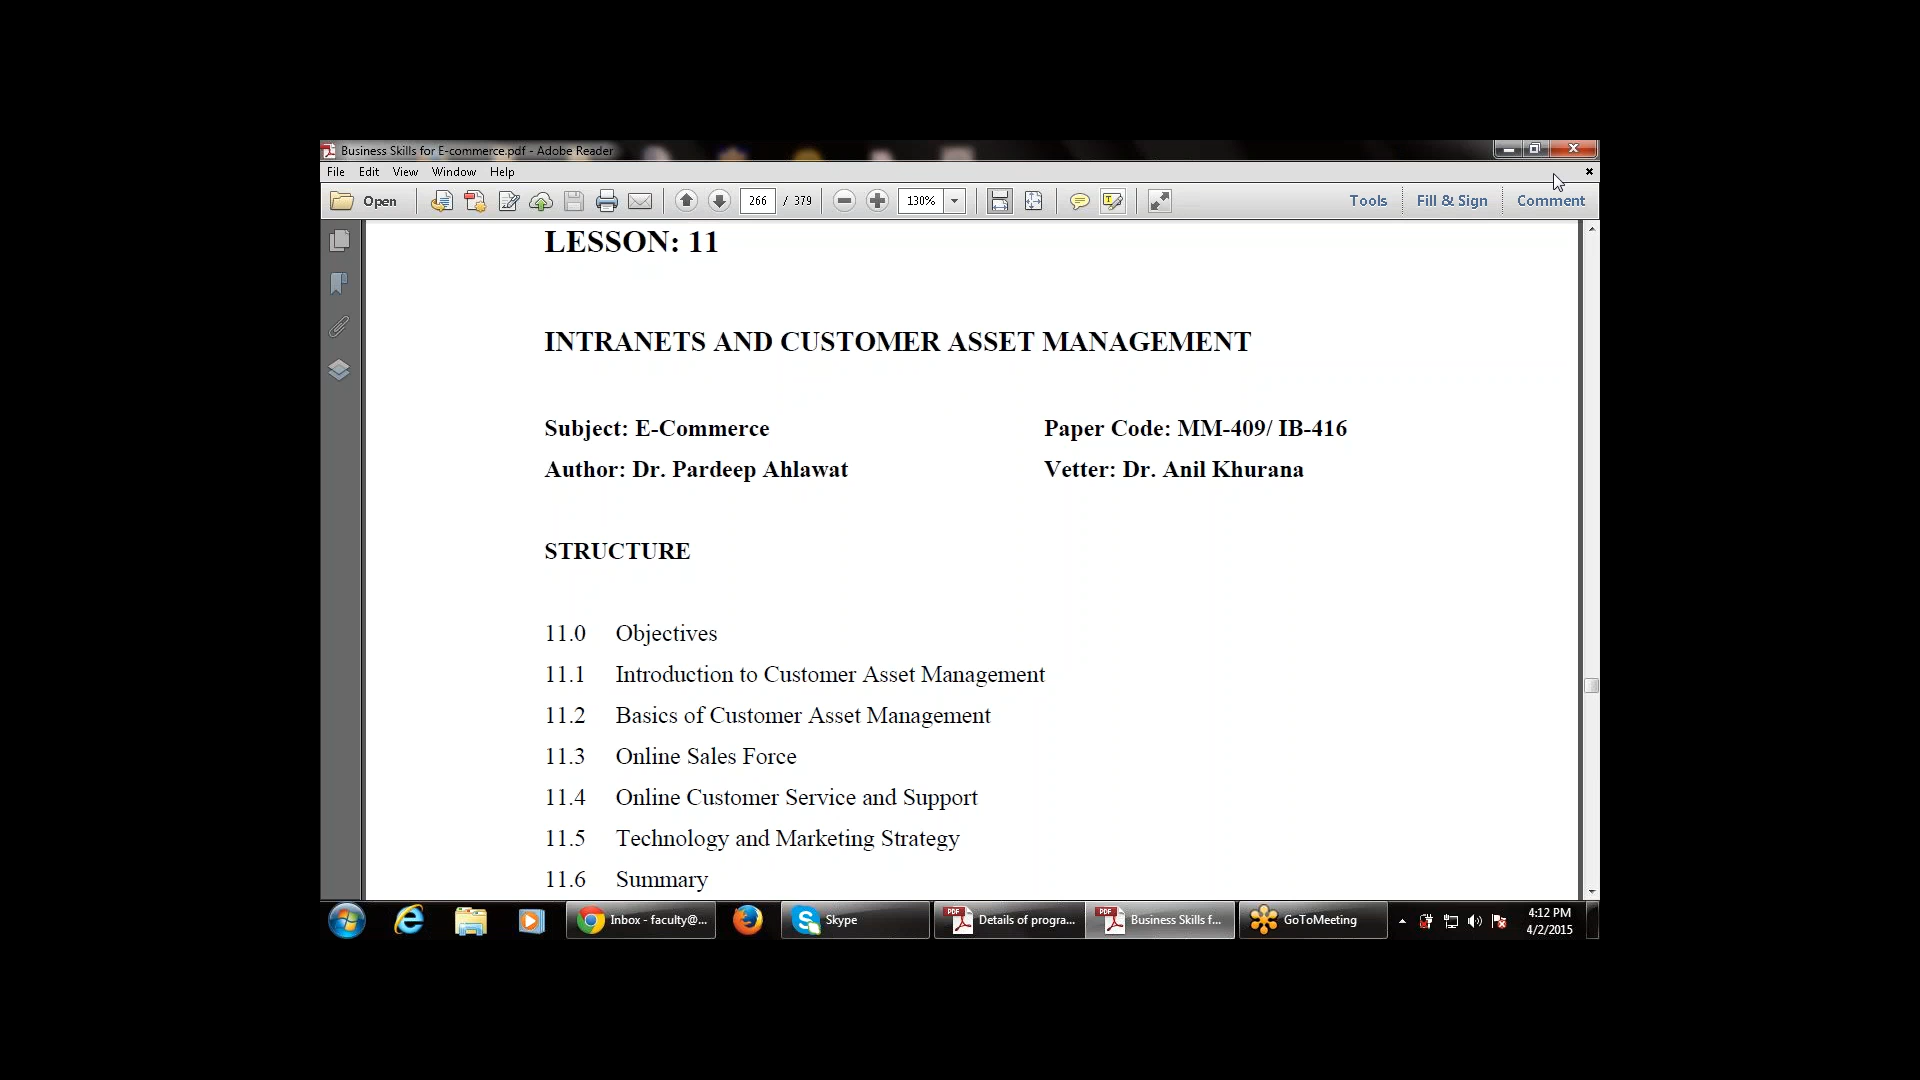 Business Skills for E-commerce.pdf - Adobe Reader
File Edit View Window Help
Open 266 / 379 130% Tools Fill & Sign Comment
LESSON: 11
INTRANETS AND CUSTOMER ASSET MANAGEMENT
Subject: E-Commerce Paper Code: MM-409/ IB-416
Author: Dr. Pardeep Ahlawat Vetter: Dr. Anil Khurana
STRUCTURE
11.0 Objectives
11.1 Introduction to Customer Asset Management
11.2 Basics of Customer Asset Management
11.3 Online Sales Force
11.4 Online Customer Service and Support
11.5 Technology and Marketing Strategy
11.6 Summary
Inbox - faculty@... Skype Details of progra... Business Skills f... GoToMeeting 4:12 PM
4/2/2015